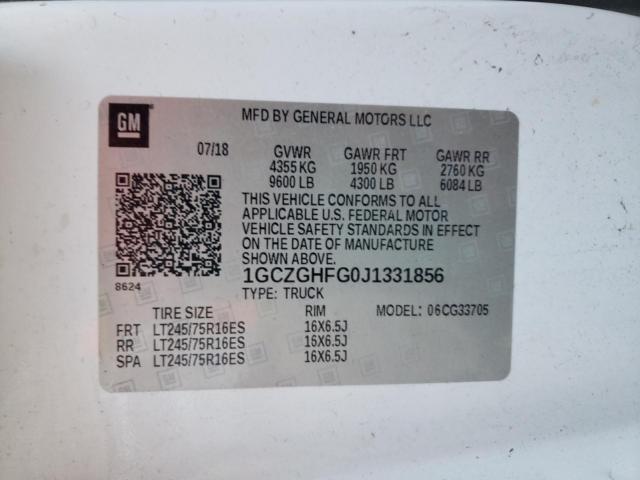 GM
MFD BY GENERAL MOTORS LLC
07/18 GVWR GAWR FRT GAWR RR
4355 KG 1950 KG 2760 KG
9600 LB 4300 LB 6084 LB
THIS VEHICLE CONFORMS TO ALL
APPLICABLE U.S. FEDERAL MOTOR
VEHICLE SAFETY STANDARDS IN EFFECT
ON THE DATE OF MANUFACTURE
SHOWN ABOVE.
8624
1GCZGHFG0J1331856
TYPE: TRUCK MODEL: 06CG33705
TIRE SIZE RIM
FRT LT245/75R16ES 16X6.5J
RR LT245/75R16ES 16X6.5J
SPA LT245/75R16ES 16X6.5J